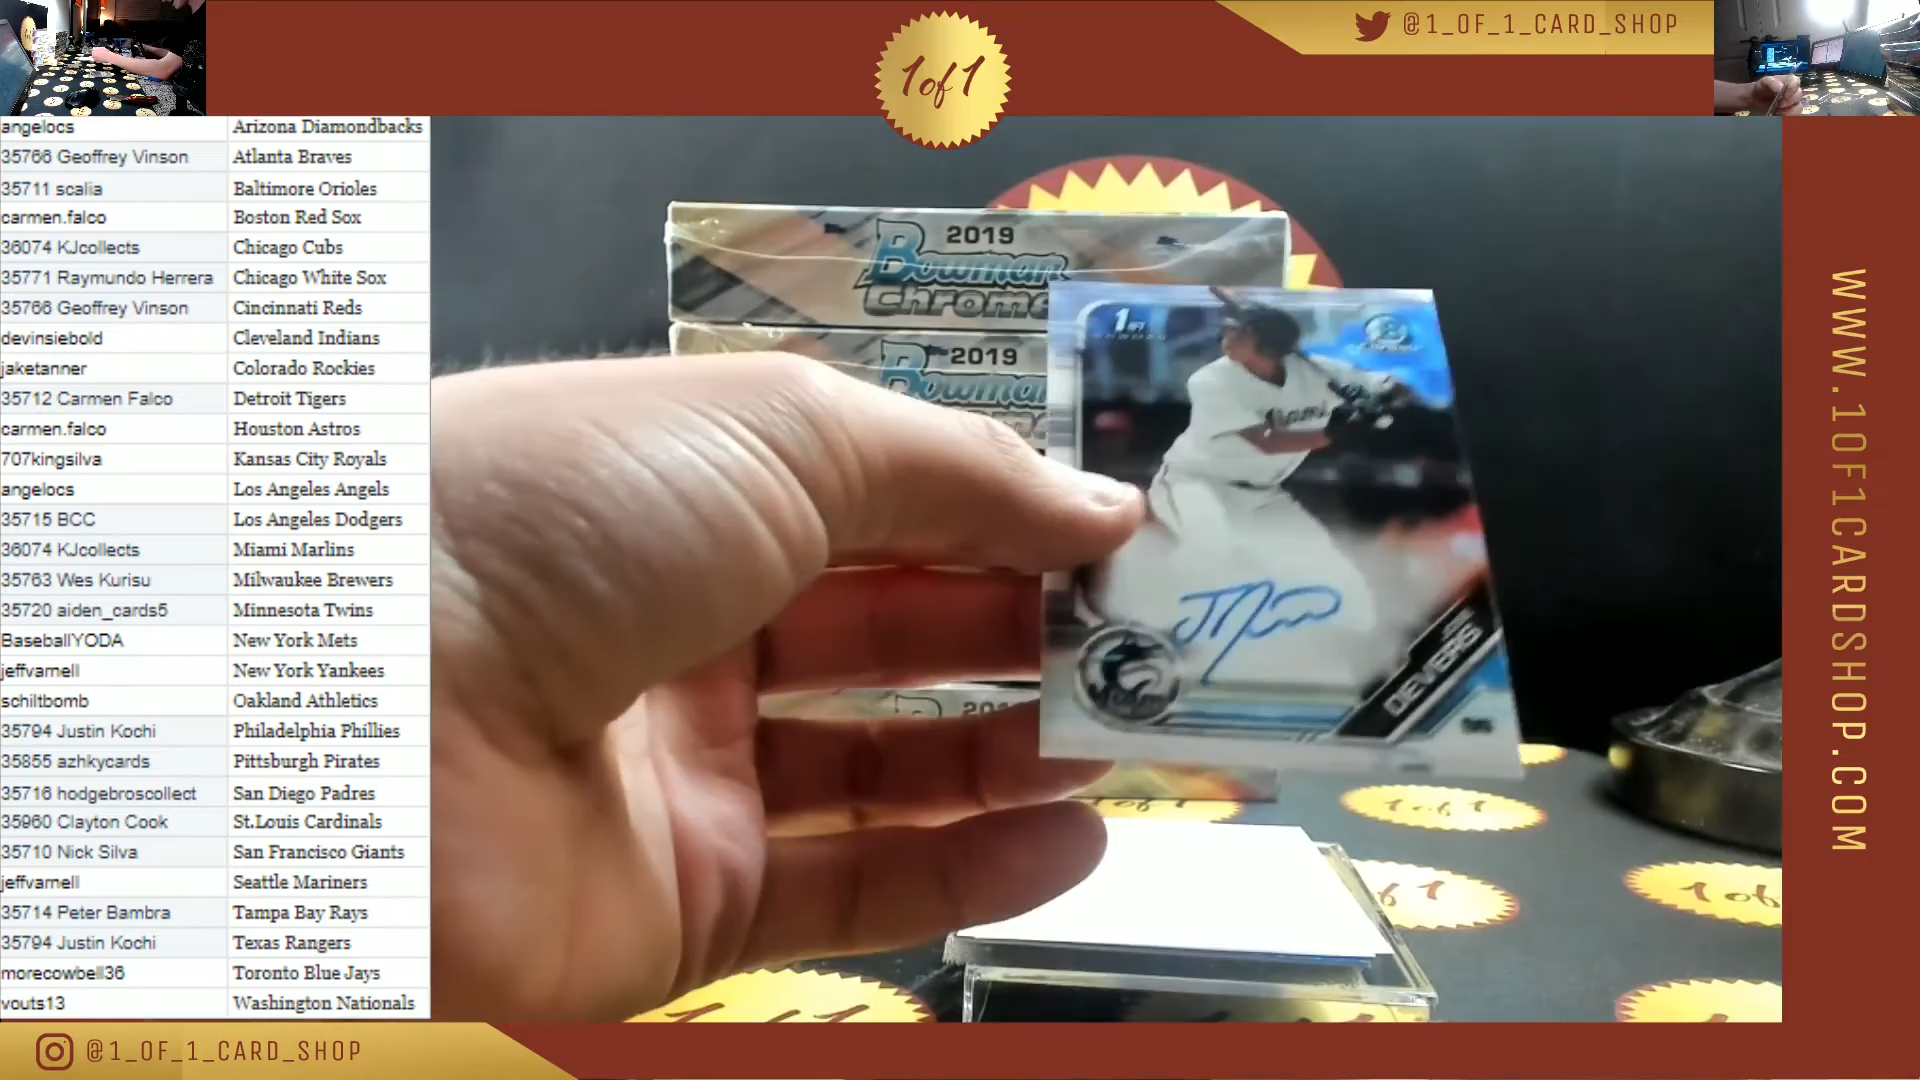 @1_OF_1_CARD_SHOP
1of1
angelocs Arizona Diamondbacks
35766 Geoffrey Vinson Atlanta Braves
35711 scalia Baltimore Orioles
carmen.falco Boston Red Sox
36074 KJcollects Chicago Cubs
35771 Raymundo Herrera Chicago White Sox
35766 Geoffrey Vinson Cincinnati Reds
devinsiebold Cleveland Indians
jaketanner Colorado Rockies
35712 Carmen Falco Detroit Tigers
carmen.falco Houston Astros
707kingsilva Kansas City Royals
angelocs Los Angeles Angels
35715 BCC Los Angeles Dodgers
36074 KJcollects Miami Marlins
35763 Wes Kurisu Milwaukee Brewers
35720 aiden_cards5 Minnesota Twins
BaseballYODA New York Mets
jeffvarnell New York Yankees
schiltbomb Oakland Athletics
35794 Justin Kochi Philadelphia Phillies
35855 azhkycards Pittsburgh Pirates
35716 hodgebroscollect San Diego Padres
35960 Clayton Cook St.Louis Cardinals
35710 Nick Silva San Francisco Giants
jeffvarnell Seattle Mariners
35714 Peter Bambra Tampa Bay Rays
35794 Justin Kochi Texas Rangers
morecowbell36 Toronto Blue Jays
vouts13 Washington Nationals
2019
Bowman
Chrome
2019
Bowman
1st
Miami
DEVERS
1of1
1of1
WWW.1OF1CARDSHOP.COM
@1_OF_1_CARD_SHOP